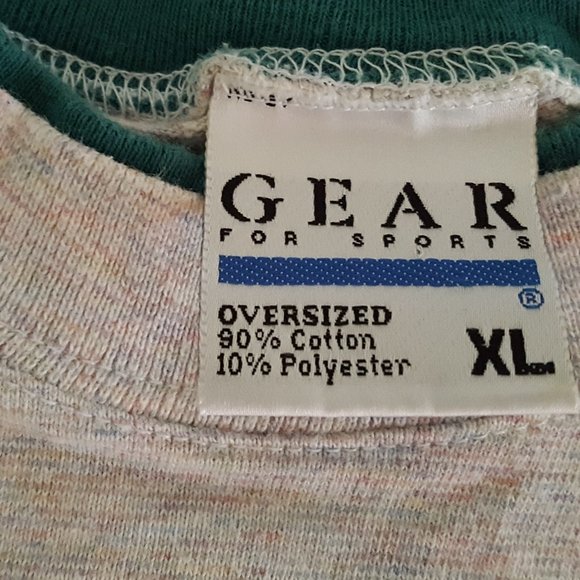 GEAR
FOR SPORTS
®
OVERSIZED
90% Cotton
10% Polyester
XL